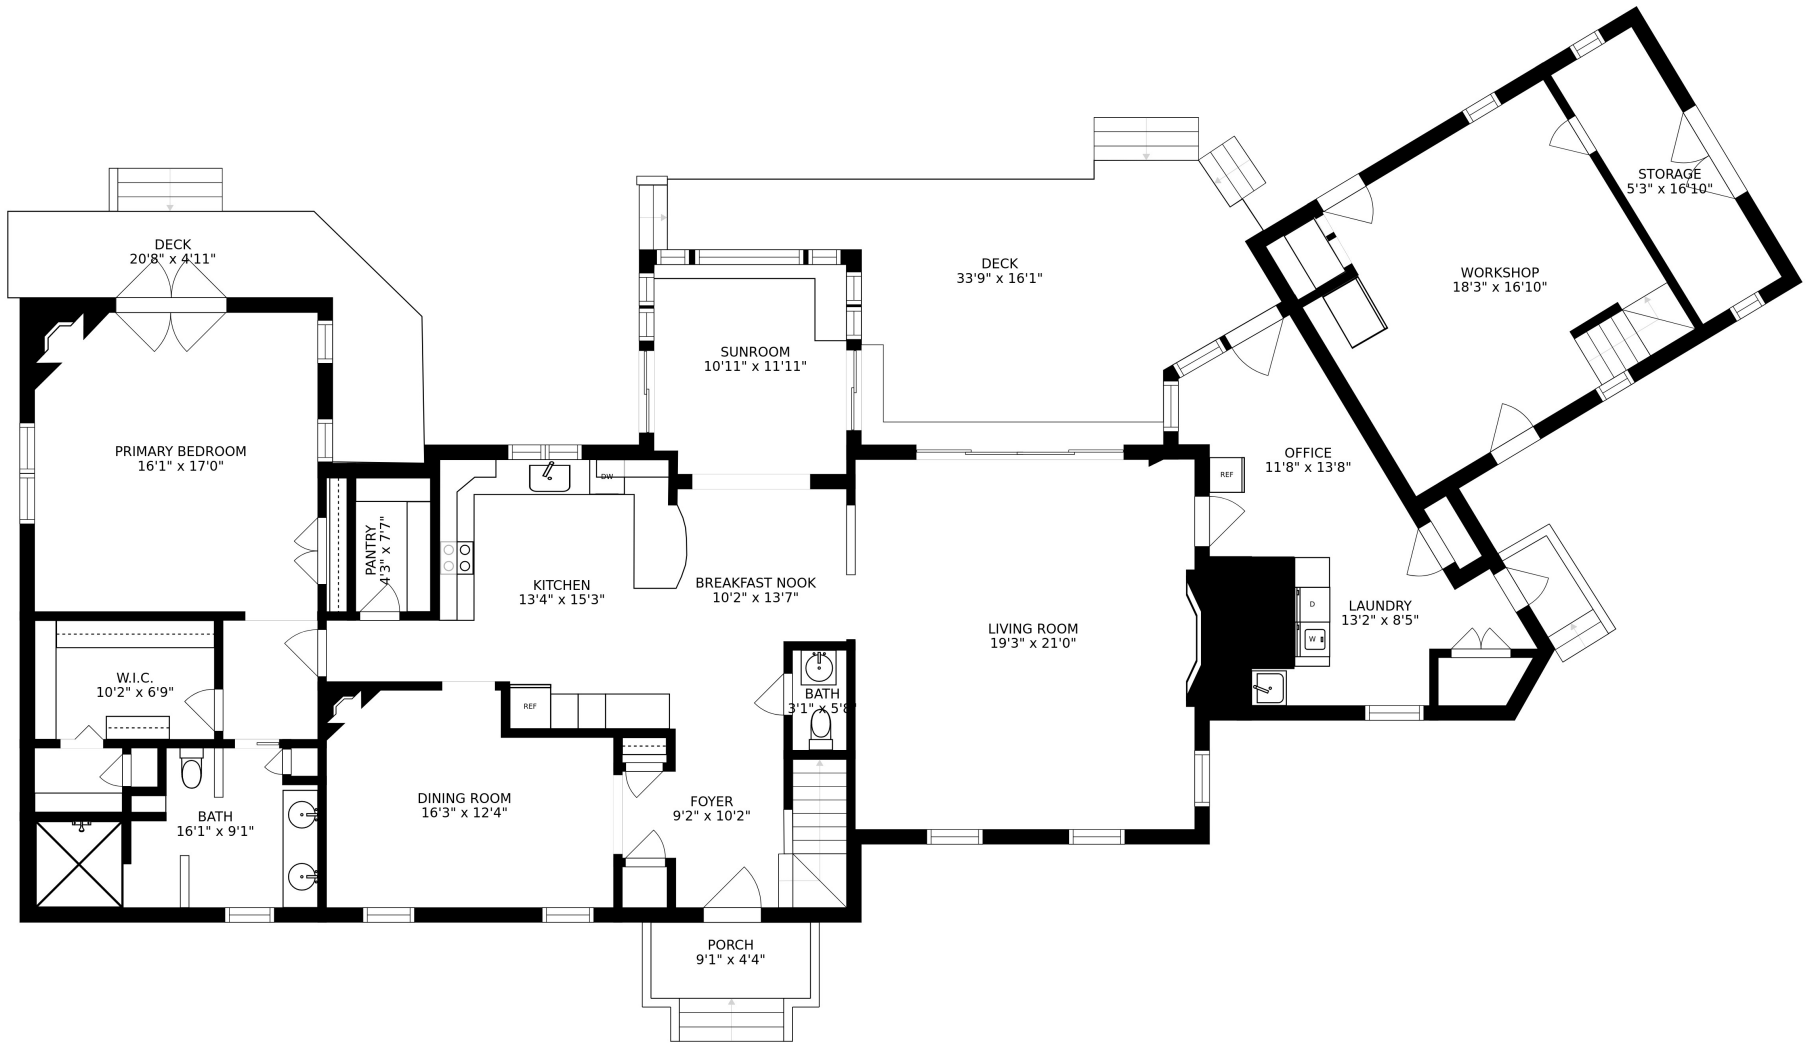 DECK
20'8" x 4'11"
DECK
33'9" x 16'1"
STORAGE
5'3" x 16'10"
WORKSHOP
18'3" x 16'10"
SUNROOM
10'11" x 11'11"
PRIMARY BEDROOM
16'1" x 17'0"
OFFICE
11'8" x 13'8"
REF
DW
PANTRY
4'3" x 7'7"
KITCHEN
13'4" x 15'3"
BREAKFAST NOOK
10'2" x 13'7"
LIVING ROOM
19'3" x 21'0"
D
LAUNDRY
13'2" x 8'5"
W
W.I.C.
10'2" x 6'9"
REF
BATH
3'1" x 5'8"
DINING ROOM
16'3" x 12'4"
FOYER
9'2" x 10'2"
BATH
16'1" x 9'1"
PORCH
9'1" x 4'4"